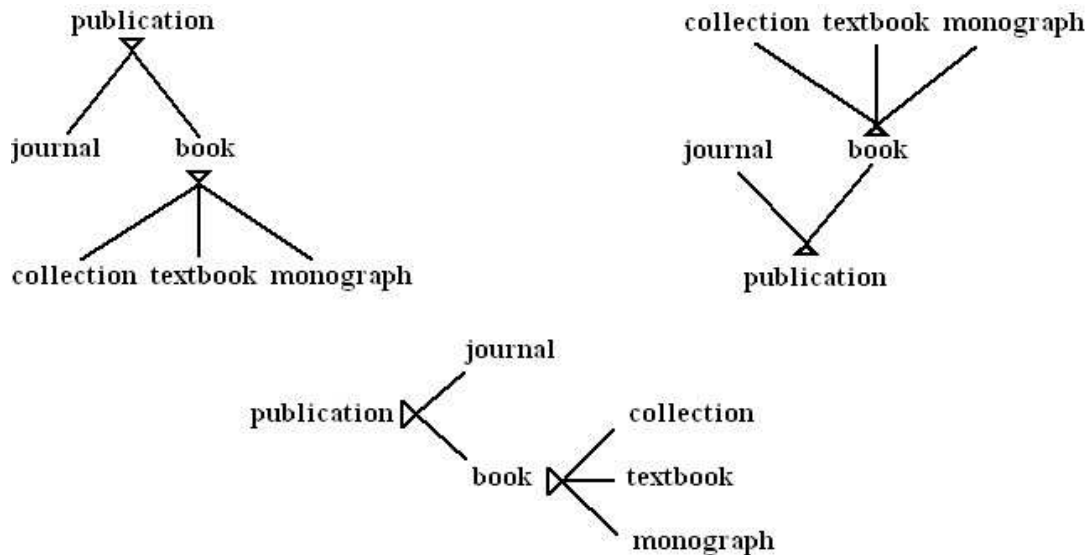 publication
journal book
collection textbook monograph
collection textbook monograph
journal book
publication
journal
publication
collection
book
textbook
monograph